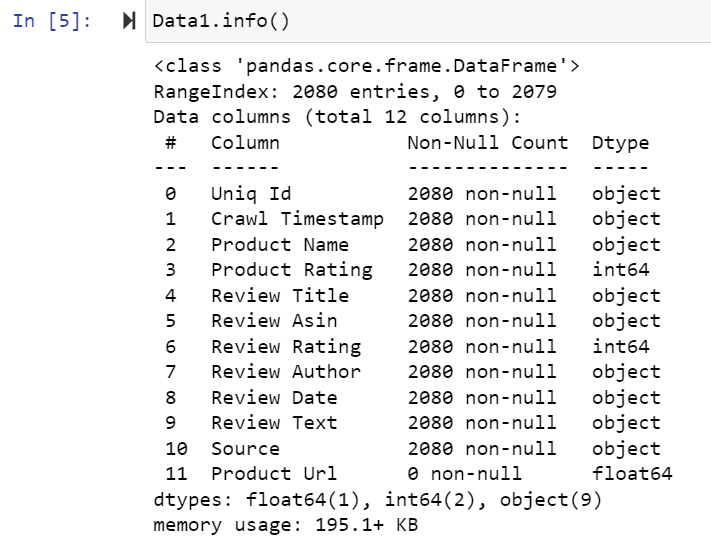 In [5]: Data1.info()
<class 'pandas.core.frame.DataFrame'>
RangeIndex: 2080 entries, 0 to 2079
Data columns (total 12 columns):
 #   Column           Non-Null Count  Dtype
---  ------           --------------  -----
 0   Uniq Id          2080 non-null   object
 1   Crawl Timestamp  2080 non-null   object
 2   Product Name     2080 non-null   object
 3   Product Rating   2080 non-null   int64
 4   Review Title     2080 non-null   object
 5   Review Asin      2080 non-null   object
 6   Review Rating    2080 non-null   int64
 7   Review Author    2080 non-null   object
 8   Review Date      2080 non-null   object
 9   Review Text      2080 non-null   object
 10  Source           2080 non-null   object
 11  Product Url      0 non-null      float64
dtypes: float64(1), int64(2), object(9)
memory usage: 195.1+ KB